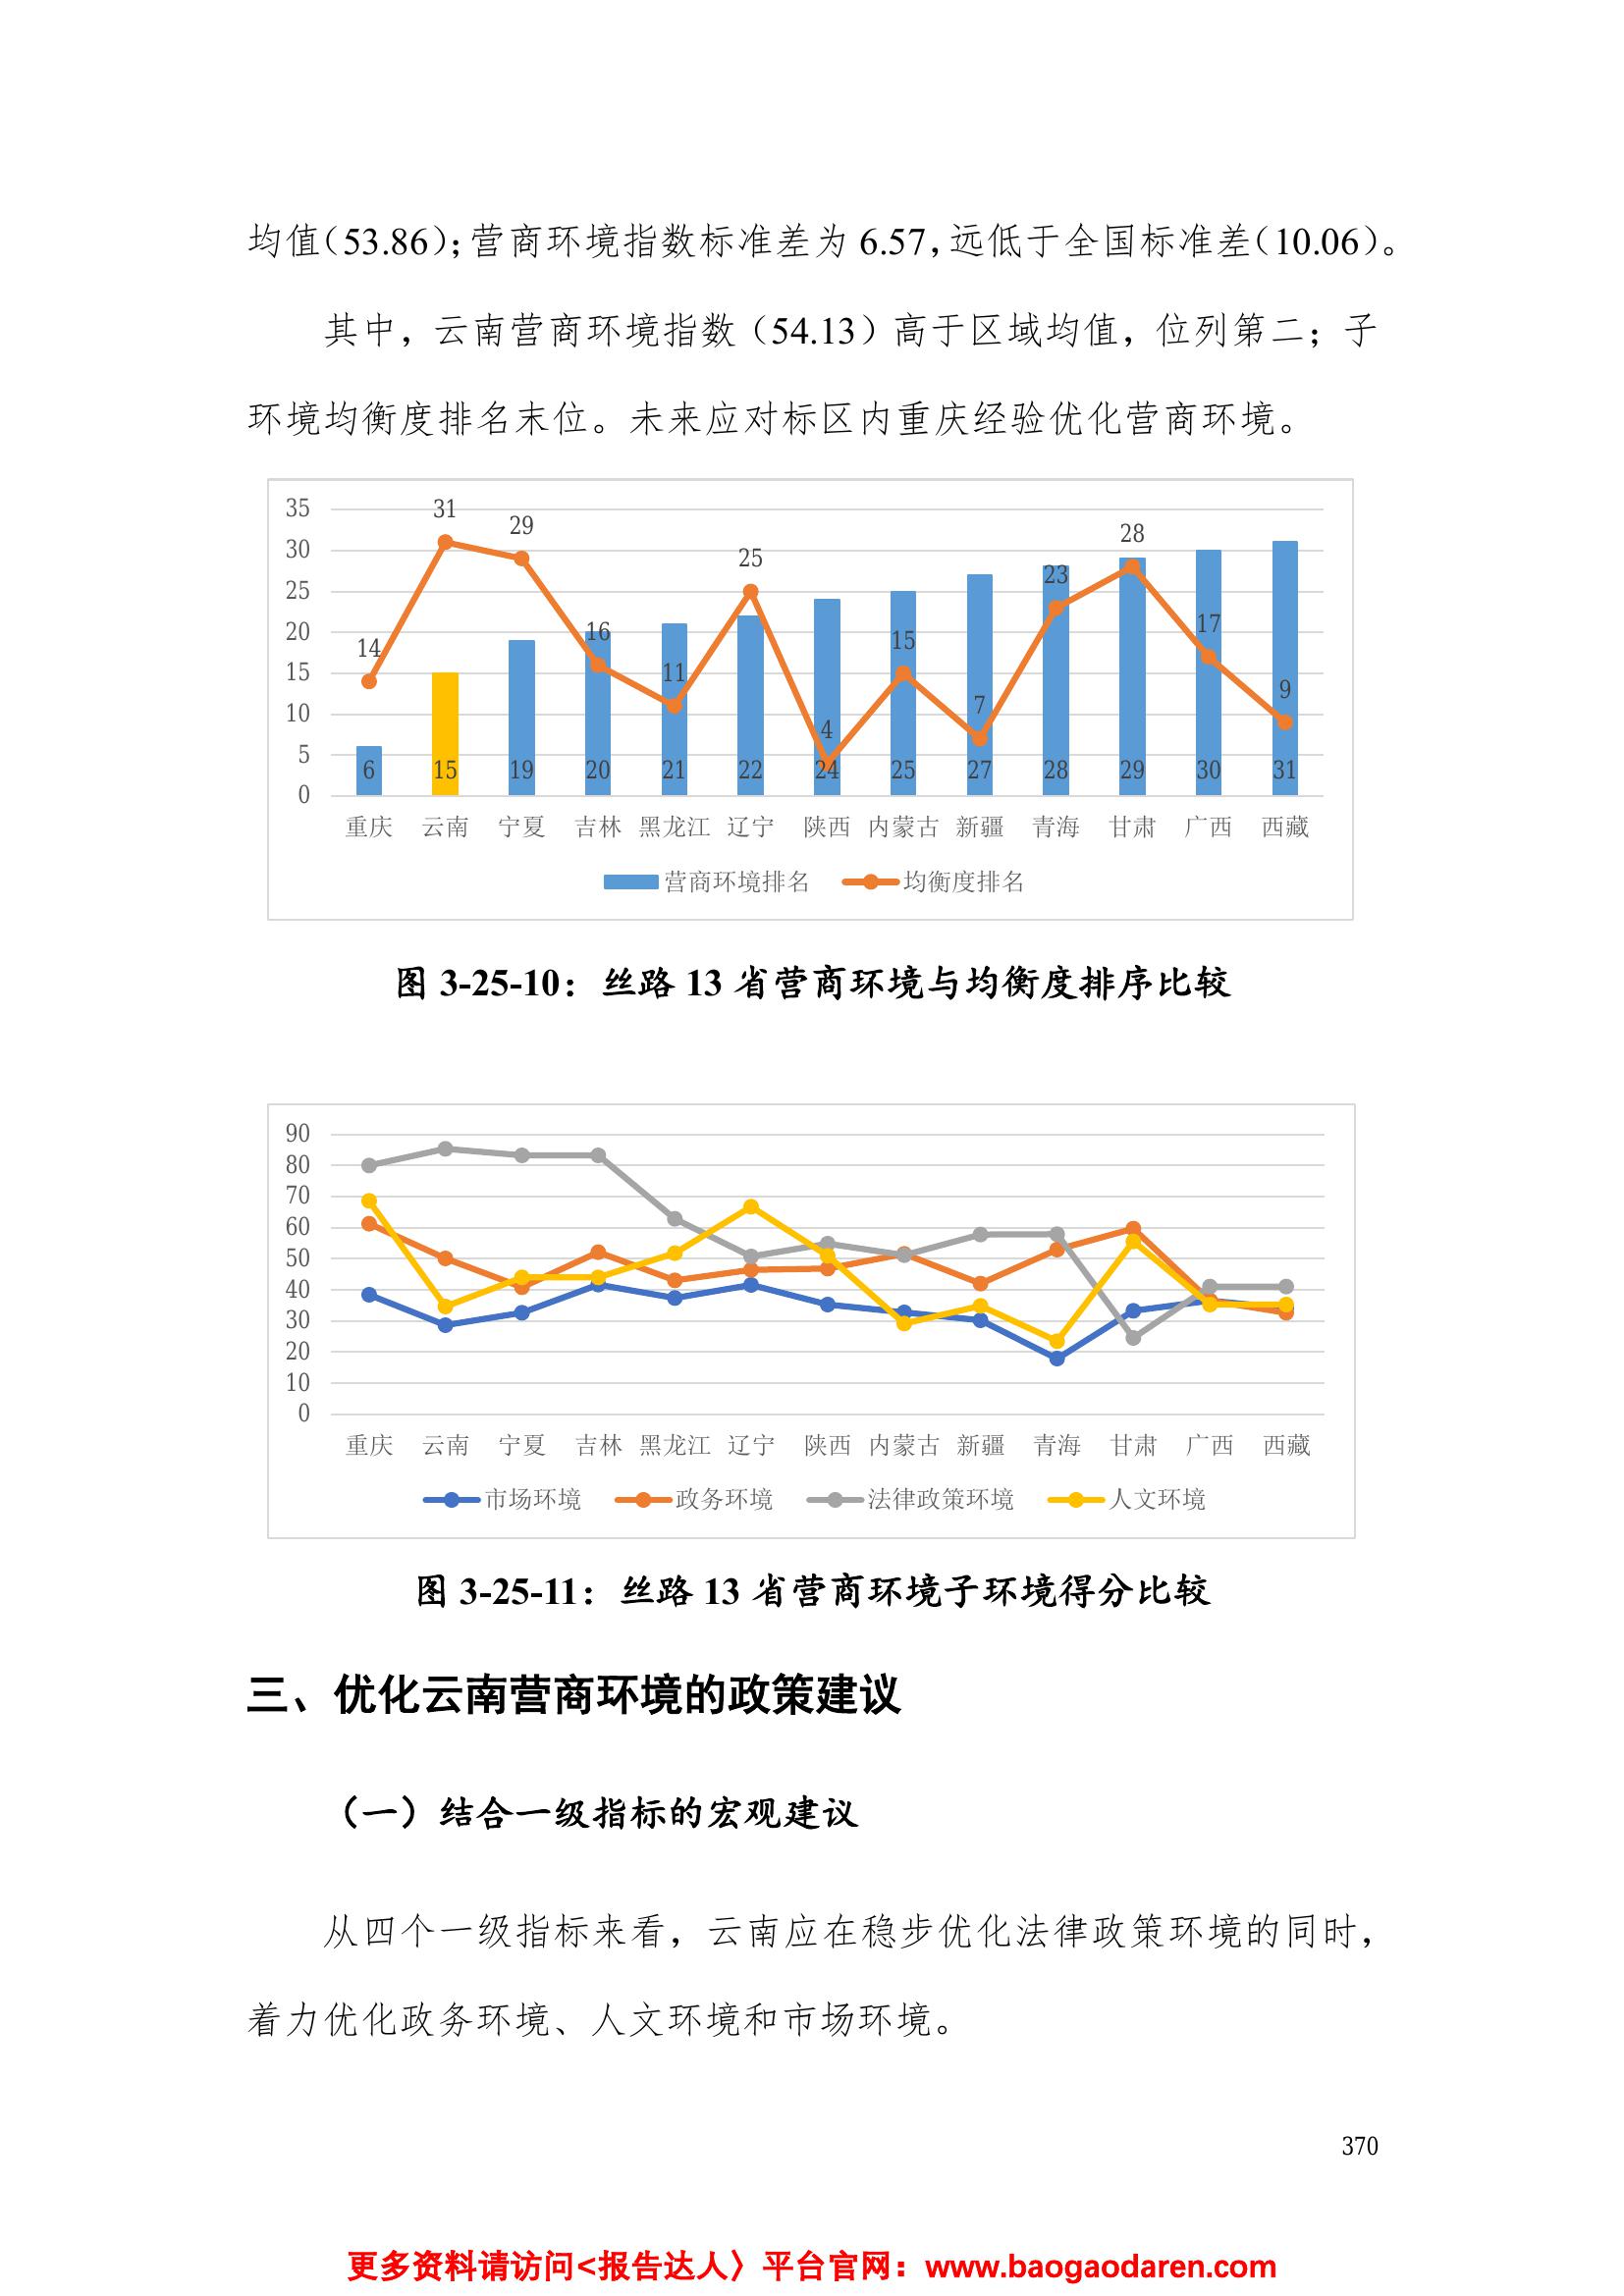 均值（53.86）；营商环境指数标准差为 6.57，远低于全国标准差（10.06）。
其中，云南营商环境指数（54.13）高于区域均值，位列第二；子
环境均衡度排名末位。未来应对标区内重庆经验优化营商环境。
35
30
25
20
15
10
5
0
14 31 29 16 11 25 4 15 7 23 28 17 9
6 15 19 20 21 22 24 25 27 28 29 30 31
重庆 云南 宁夏 吉林 黑龙江 辽宁 陕西 内蒙古 新疆 青海 甘肃 广西 西藏
营商环境排名 均衡度排名
图 3-25-10：丝路 13 省营商环境与均衡度排序比较
90
80
70
60
50
40
30
20
10
0
重庆 云南 宁夏 吉林 黑龙江 辽宁 陕西 内蒙古 新疆 青海 甘肃 广西 西藏
市场环境 政务环境 法律政策环境 人文环境
图 3-25-11：丝路 13 省营商环境子环境得分比较
三、优化云南营商环境的政策建议
（一）结合一级指标的宏观建议
从四个一级指标来看，云南应在稳步优化法律政策环境的同时，
着力优化政务环境、人文环境和市场环境。
370
更多资料请访问<报告达人〉平台官网：www.baogaodaren.com